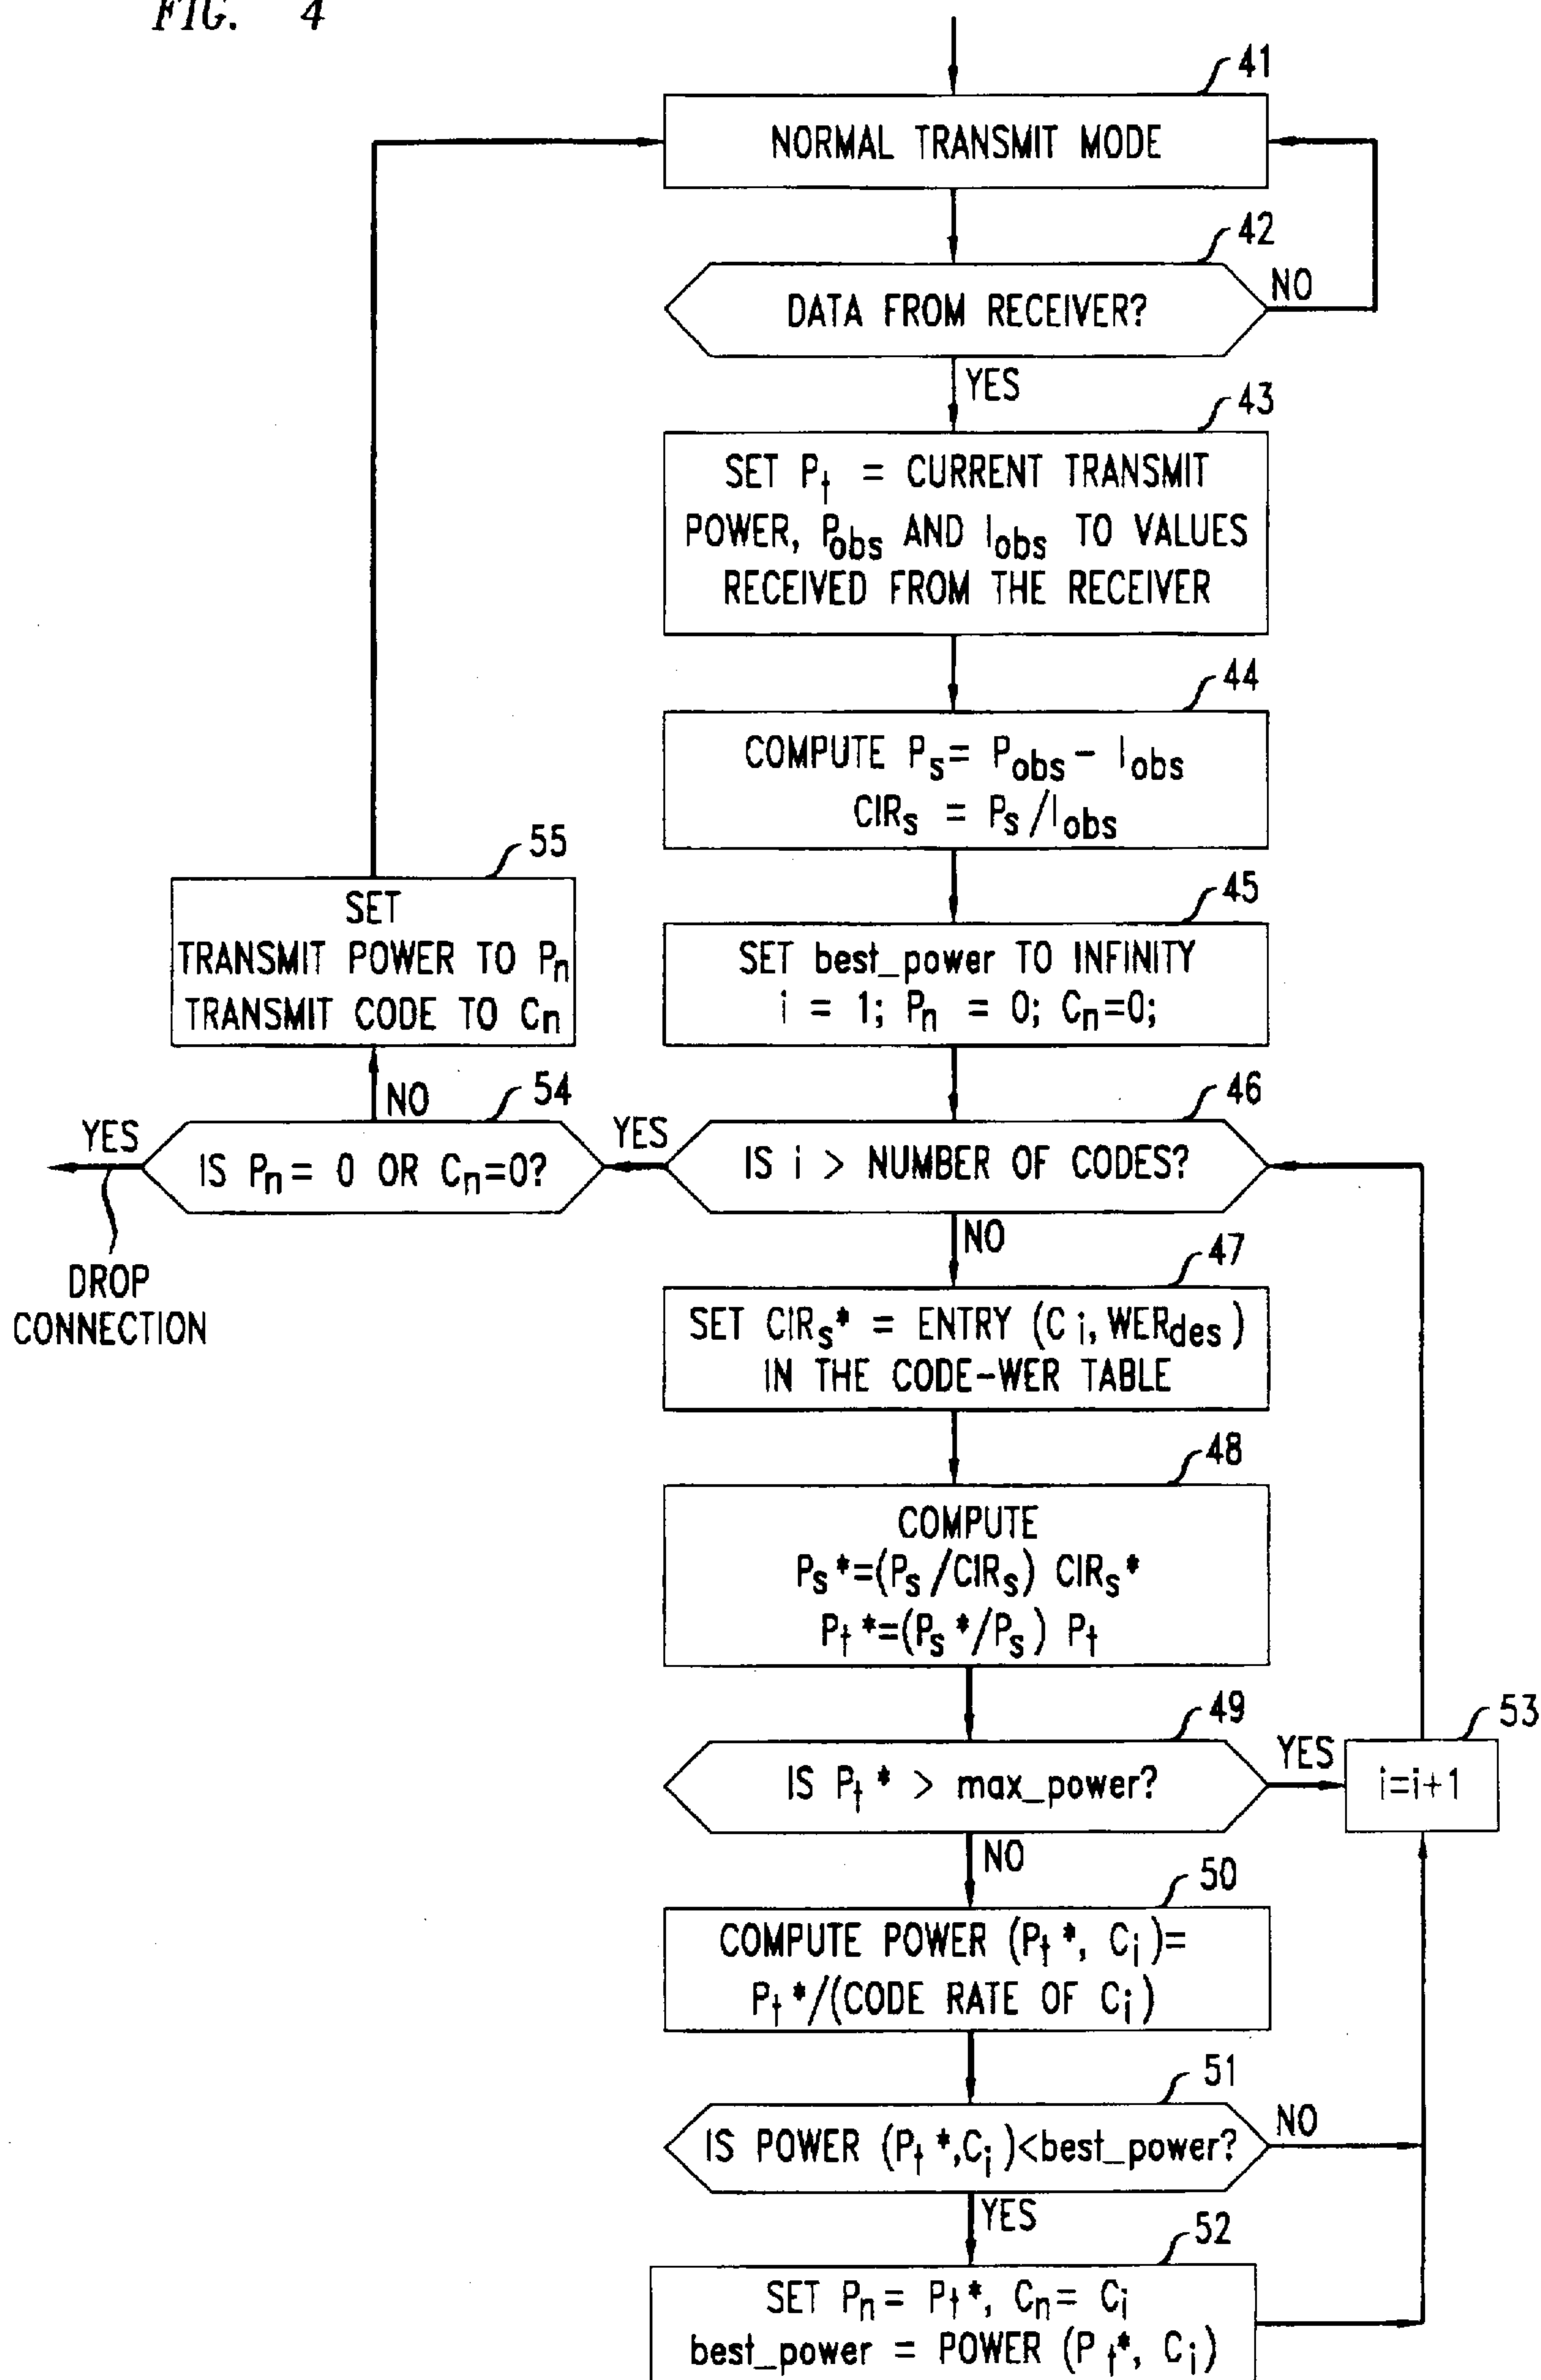 FIG. 4
41
NORMAL TRANSMIT MODE
42
DATA FROM RECEIVER?
NO
YES
43
SET Pt = CURRENT TRANSMIT
POWER, Pobs AND Iobs TO VALUES
RECEIVED FROM THE RECEIVER
44
COMPUTE Ps= Pobs- Iobs
CIRs = Ps/Iobs
45
SET best_power TO INFINITY
i = 1; Pn = 0; Cn=0;
55
SET
TRANSMIT POWER TO Pn
TRANSMIT CODE TO Cn
NO
54
IS Pn= 0 OR Cn=0?
YES
DROP
CONNECTION
YES
46
IS i > NUMBER OF CODES?
NO
47
SET CIRs* = ENTRY (Ci, WERdes)
IN THE CODE-WER TABLE
48
COMPUTE
Ps*=(Ps/CIRs) CIRs*
Pt*=(Ps*/Ps) Pt
49
IS Pt* > max_power?
YES
53
i=i+1
NO
50
COMPUTE POWER (Pt*, Ci)=
Pt*/(CODE RATE OF Ci)
51
IS POWER (Pt*,Ci)<best_power?
NO
YES
52
SET Pn= Pt*, Cn= Ci
best_power = POWER (Pt*, Ci)